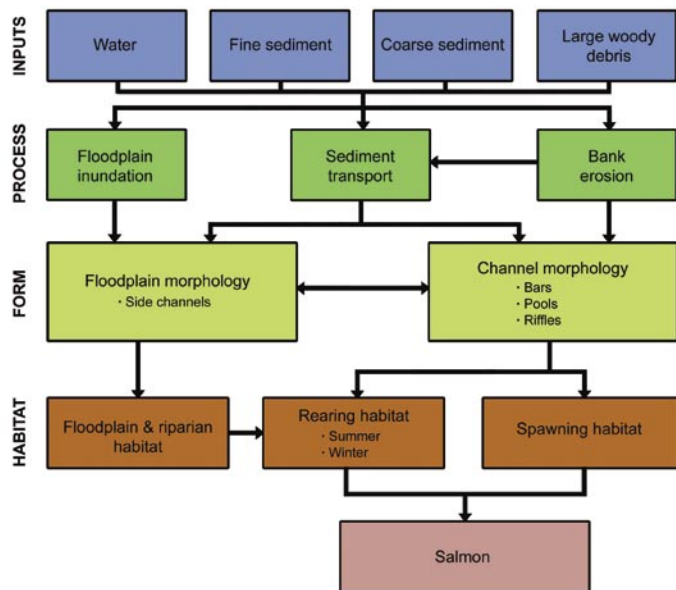 INPUTS
Water
Fine sediment
Coarse sediment
Large woody
debris
PROCESS
Floodplain
inundation
Sediment
transport
Bank
erosion
FORM
Floodplain morphology
· Side channels
Channel morphology
· Bars
· Pools
· Riffles
HABITAT
Floodplain & riparian
habitat
Rearing habitat
· Summer
· Winter
Spawning habitat
Salmon